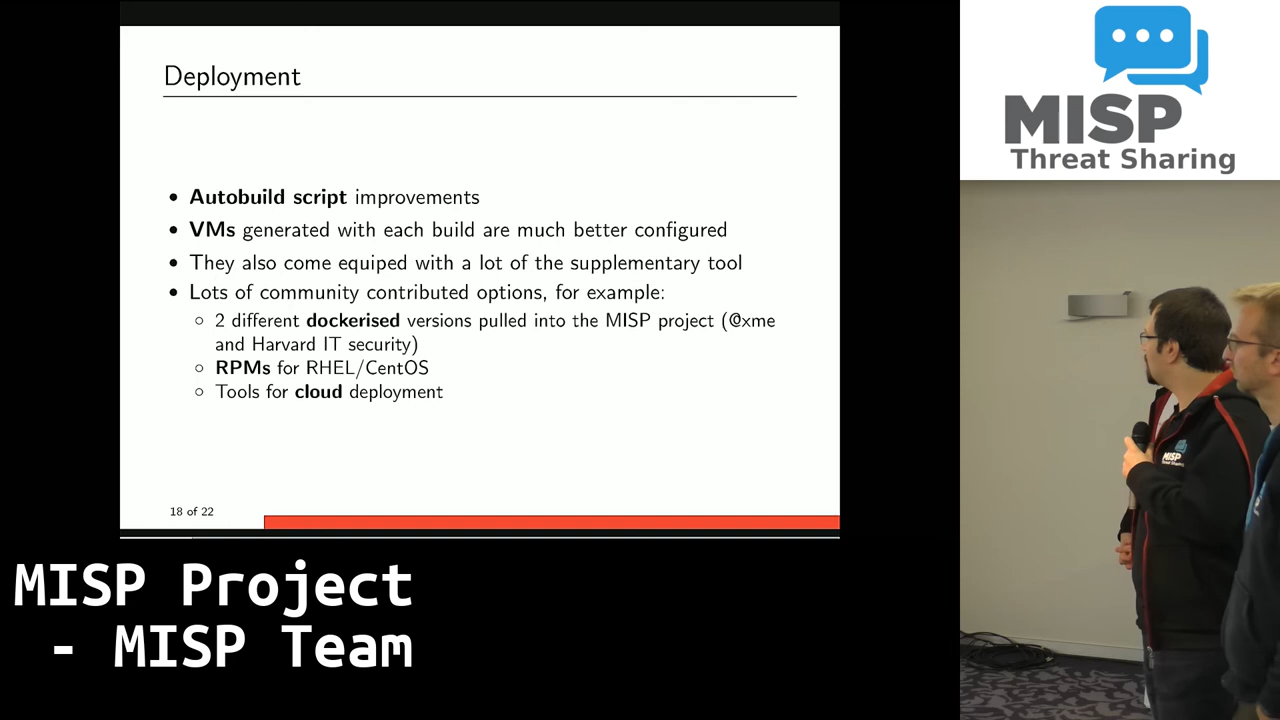 Deployment
• Autobuild script improvements
• VMs generated with each build are much better configured
• They also come equiped with a lot of the supplementary tool
• Lots of community contributed options, for example:
◦ 2 different dockerised versions pulled into the MISP project (@xme
and Harvard IT security)
◦ RPMs for RHEL/CentOS
◦ Tools for cloud deployment
18 of 22
MISP
Threat Sharing
MISP
Threat Sharing
MISP Project
- MISP Team